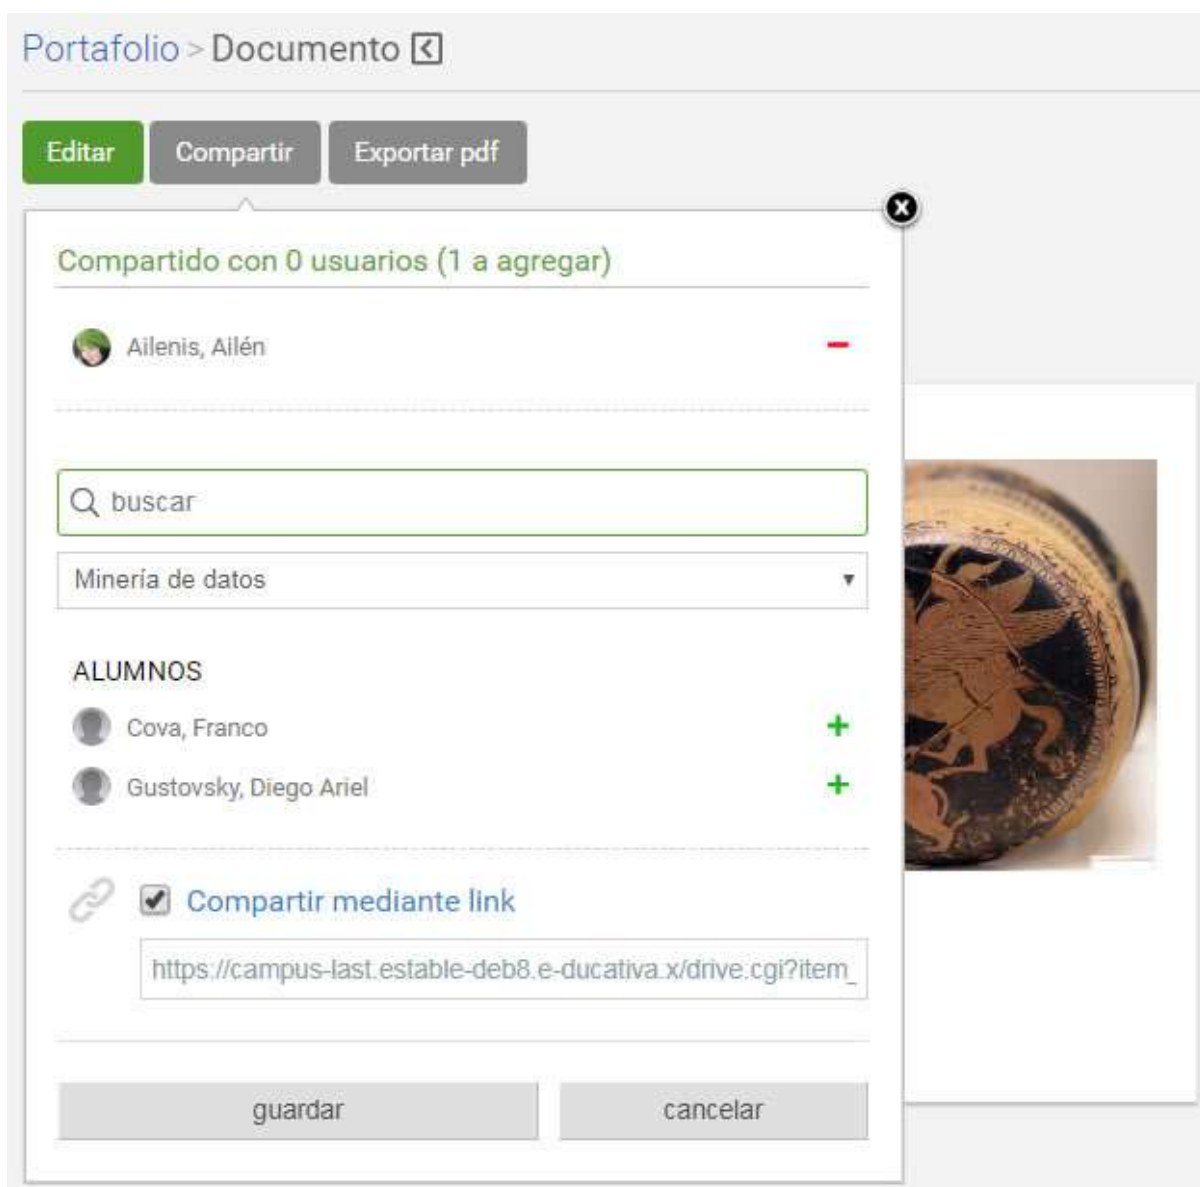 Portafolio > Documento
Editar Compartir Exportar pdf
Compartido con 0 usuarios (1 a agregar)
Ailenis, Ailén
buscar
Minería de datos
ALUMNOS
Cova, Franco
Gustovsky, Diego Ariel
Compartir mediante link
https://campus-last.estable-deb8.e-ducativa.x/drive.cgi?item_
guardar cancelar